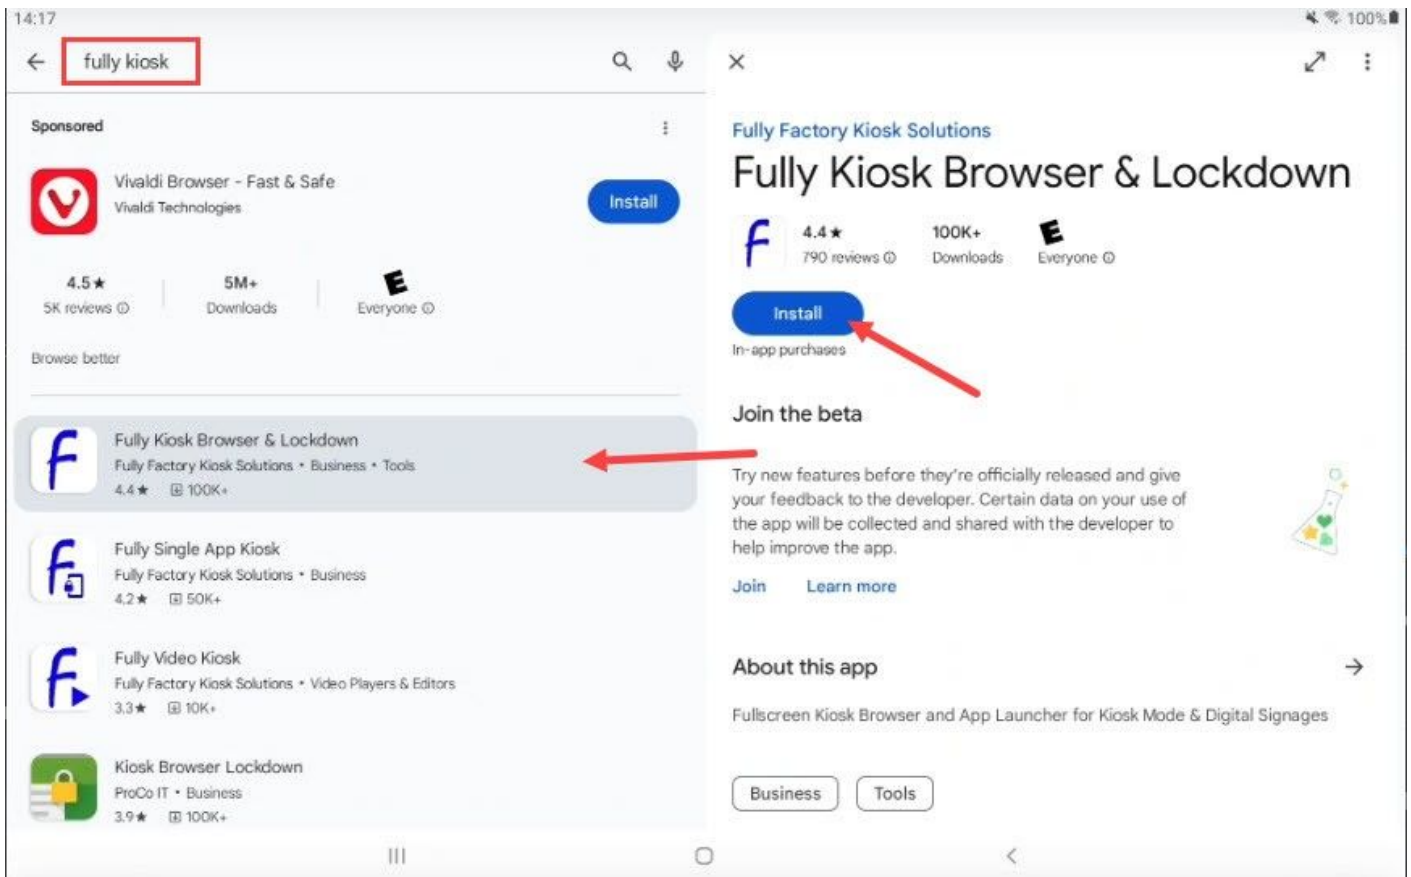 14:17
100%
fully kiosk
Sponsored
Vivaldi Browser - Fast & Safe
Vivaldi Technologies
Install
4.5★
5K reviews
5M+
Downloads
E
Everyone
Browse better
Fully Kiosk Browser & Lockdown
Fully Factory Kiosk Solutions • Business • Tools
4.4★ 100K+
Fully Single App Kiosk
Fully Factory Kiosk Solutions • Business
4.2★ 50K+
Fully Video Kiosk
Fully Factory Kiosk Solutions • Video Players & Editors
3.3★ 10K+
Kiosk Browser Lockdown
ProCo IT • Business
3.9★ 100K+
Fully Factory Kiosk Solutions
Fully Kiosk Browser & Lockdown
4.4★
790 reviews
100K+
Downloads
E
Everyone
Install
In-app purchases
Join the beta
Try new features before they're officially released and give
your feedback to the developer. Certain data on your use of
the app will be collected and shared with the developer to
help improve the app.
Join Learn more
About this app
Fullscreen Kiosk Browser and App Launcher for Kiosk Mode & Digital Signages
Business Tools